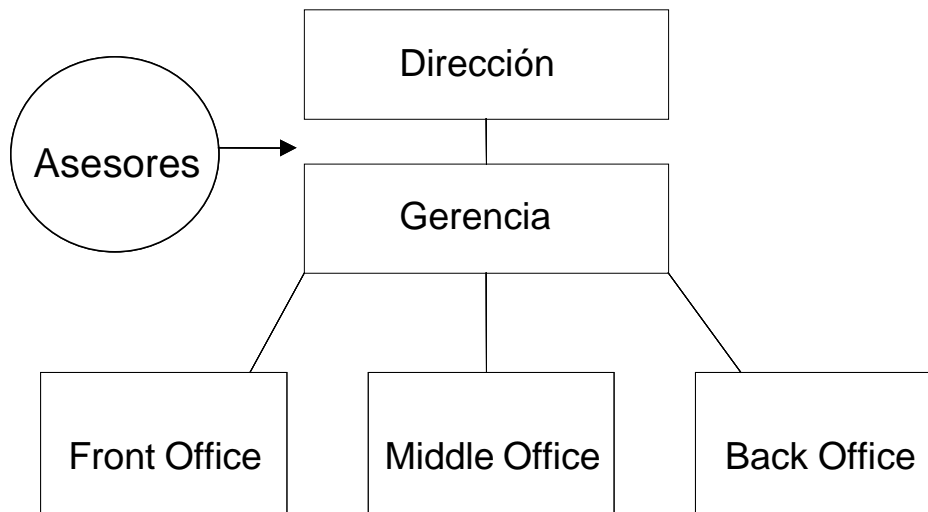 Dirección
Asesores
Gerencia
Front Office
Middle Office
Back Office